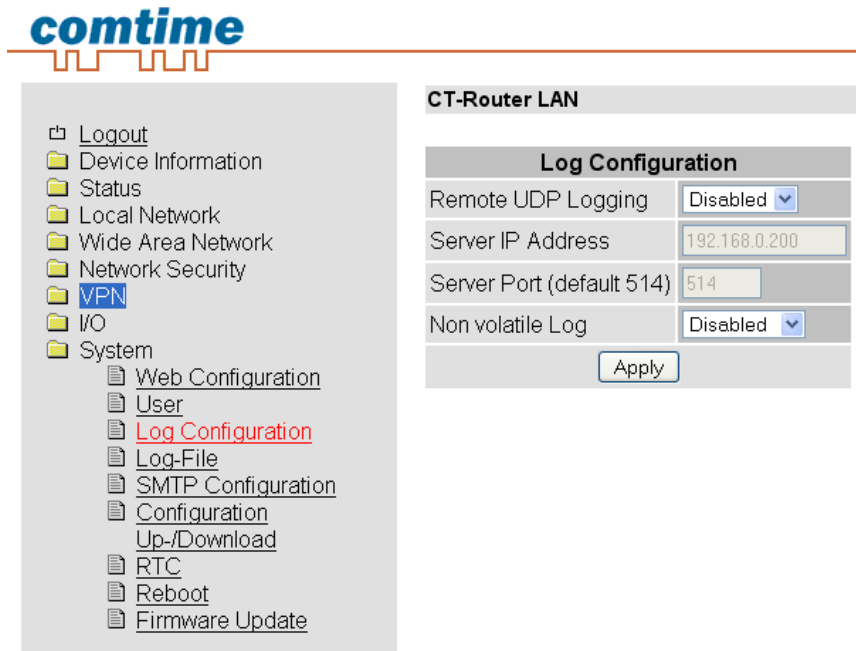 comtime
CT-Router LAN
Logout
Device Information
Status
Local Network
Wide Area Network
Network Security
VPN
I/O
System
Web Configuration
User
Log Configuration
Log-File
SMTP Configuration
Configuration
Up-/Download
RTC
Reboot
Firmware Update
Log Configuration
Remote UDP Logging Disabled
Server IP Address 192.168.0.200
Server Port (default 514) 514
Non volatile Log Disabled
Apply